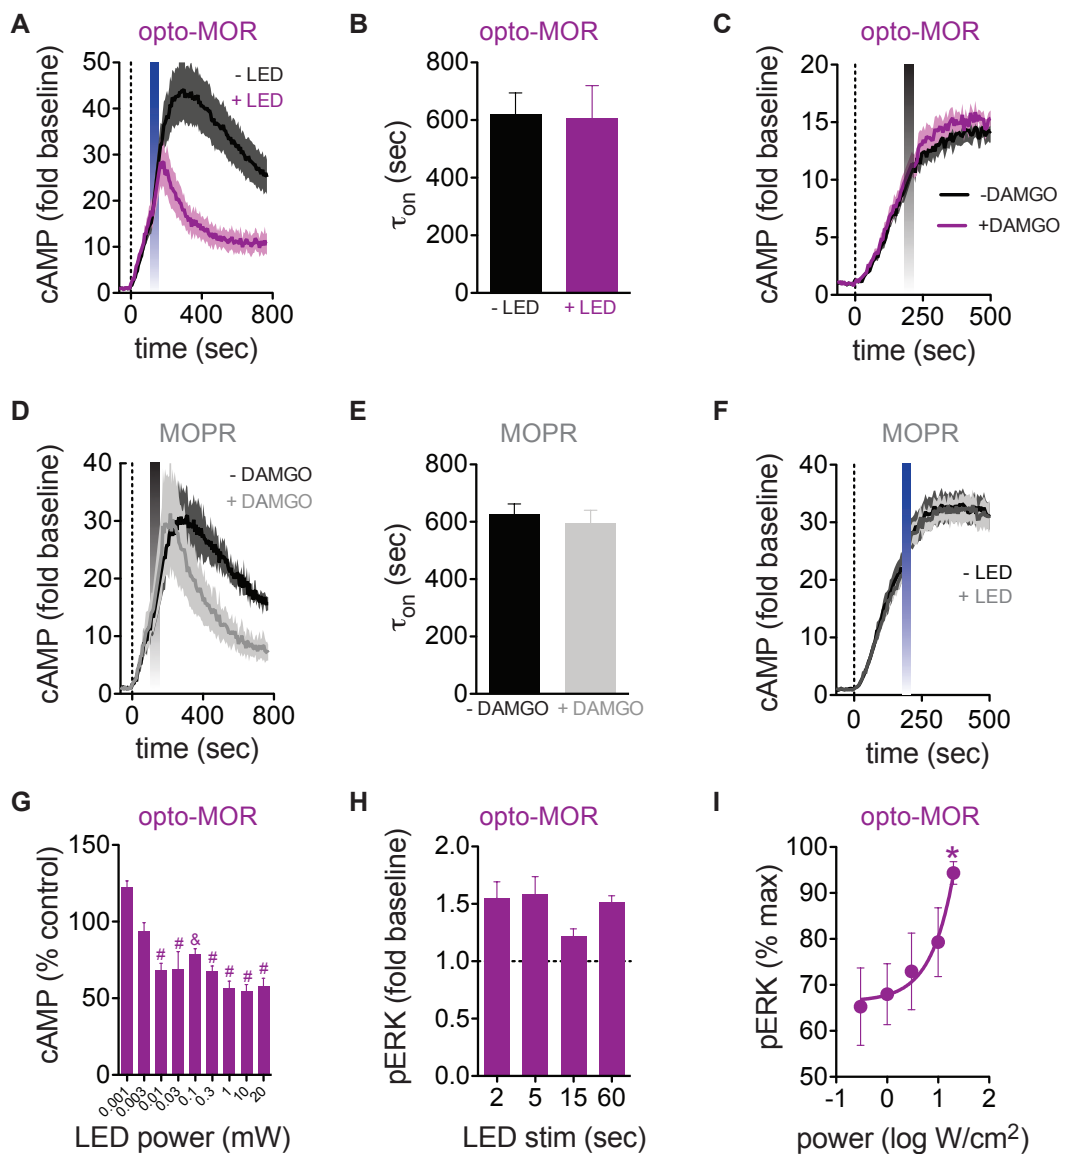 A
opto-MOR
cAMP (fold baseline)
50
40
30
20
10
0
- LED
+ LED
0 400 800
time (sec)
B
opto-MOR
τon (sec)
800
600
400
200
0
- LED + LED
C
opto-MOR
cAMP (fold baseline)
20
15
10
5
0
-DAMGO
+DAMGO
0 250 500
time (sec)
D
MOPR
cAMP (fold baseline)
40
30
20
10
0
- DAMGO
+ DAMGO
0 400 800
time (sec)
E
MOPR
τon (sec)
800
600
400
200
0
- DAMGO + DAMGO
F
MOPR
cAMP (fold baseline)
40
30
20
10
0
- LED
+ LED
0 250 500
time (sec)
G
opto-MOR
cAMP (% control)
150
100
50
0
# # & # # # #
0.001 0.003 0.01 0.03 0.1 0.3 1 10 20
LED power (mW)
H
opto-MOR
pERK (fold baseline)
2.0
1.5
1.0
0.5
0.0
2 5 15 60
LED stim (sec)
I
opto-MOR
pERK (% max)
100
90
80
70
60
50
*
-1 0 1 2
power (log W/cm²)